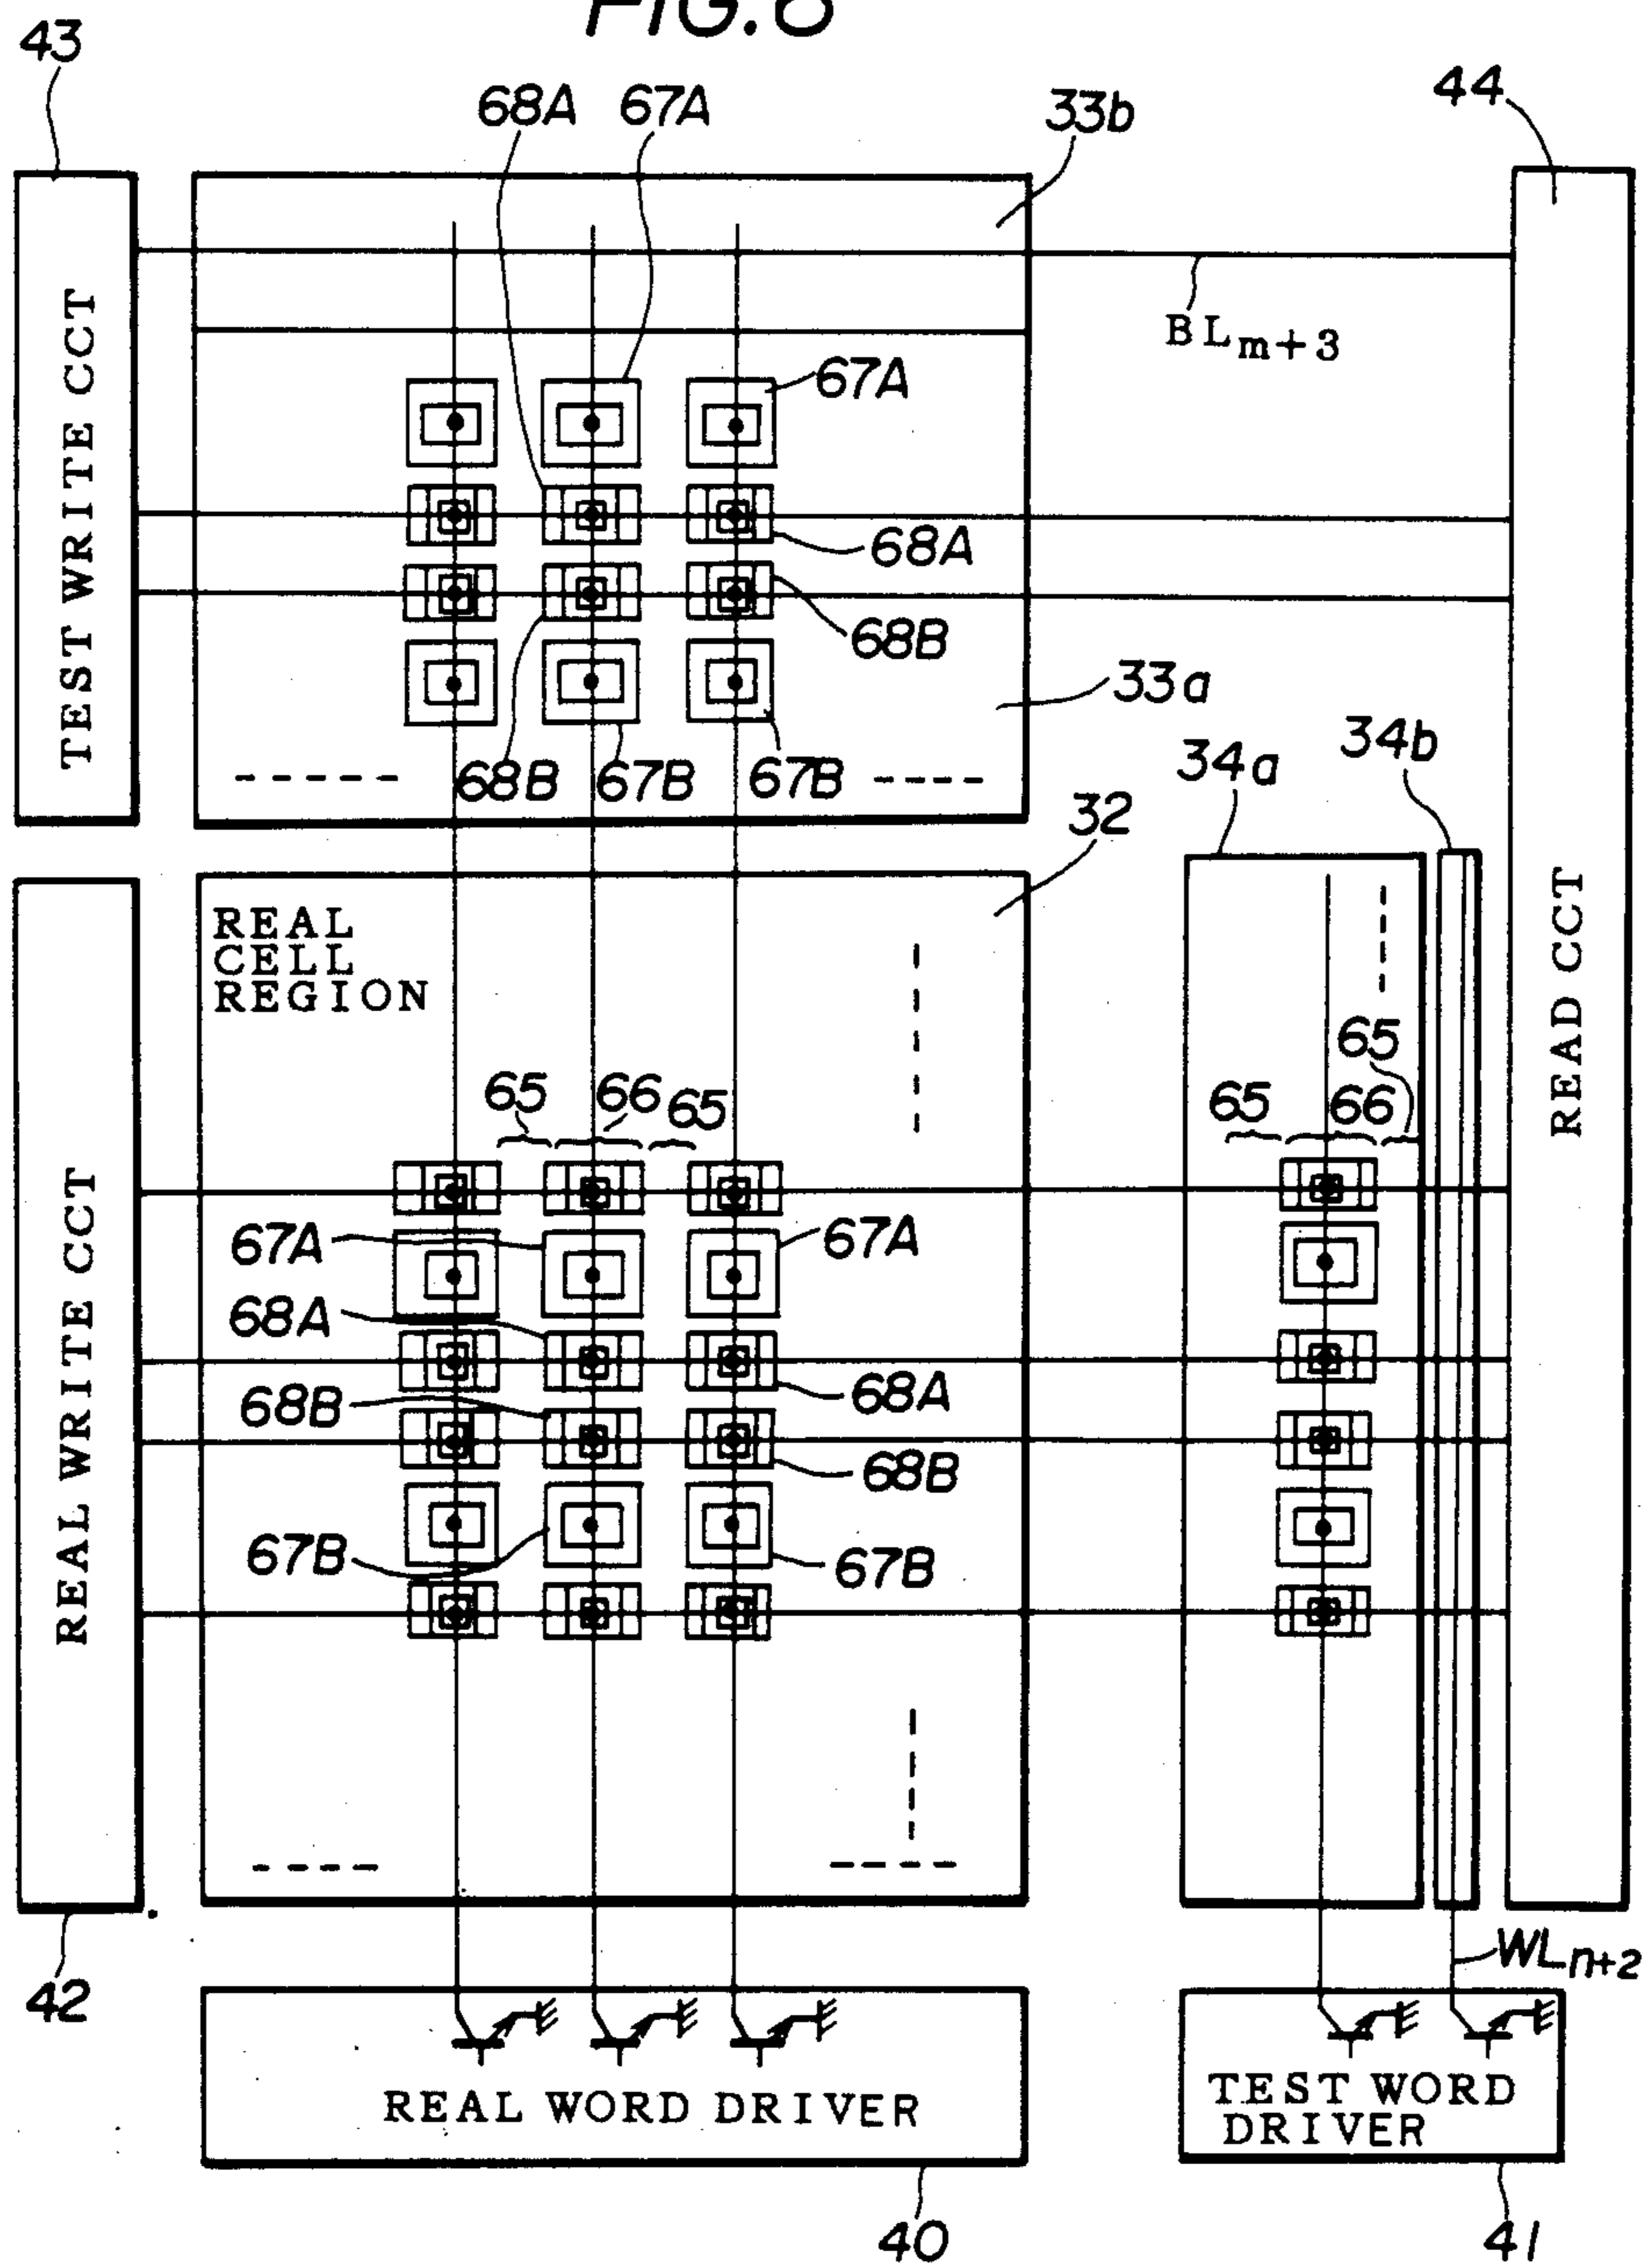 FIG. 6
43
68A 67A
33b
44
BLm+3
67A
TEST WRITE CCT
68A
68B
33a
68B 67B 67B
34a
34b
32
REAL
CELL
REGION
READ CCT
65 66 65
65
65 66
REAL WRITE CCT
67A
67A
68A
68A
68B
68B
67B
67B
42
WLn+2
REAL WORD DRIVER
TEST WORD
DRIVER
40
41